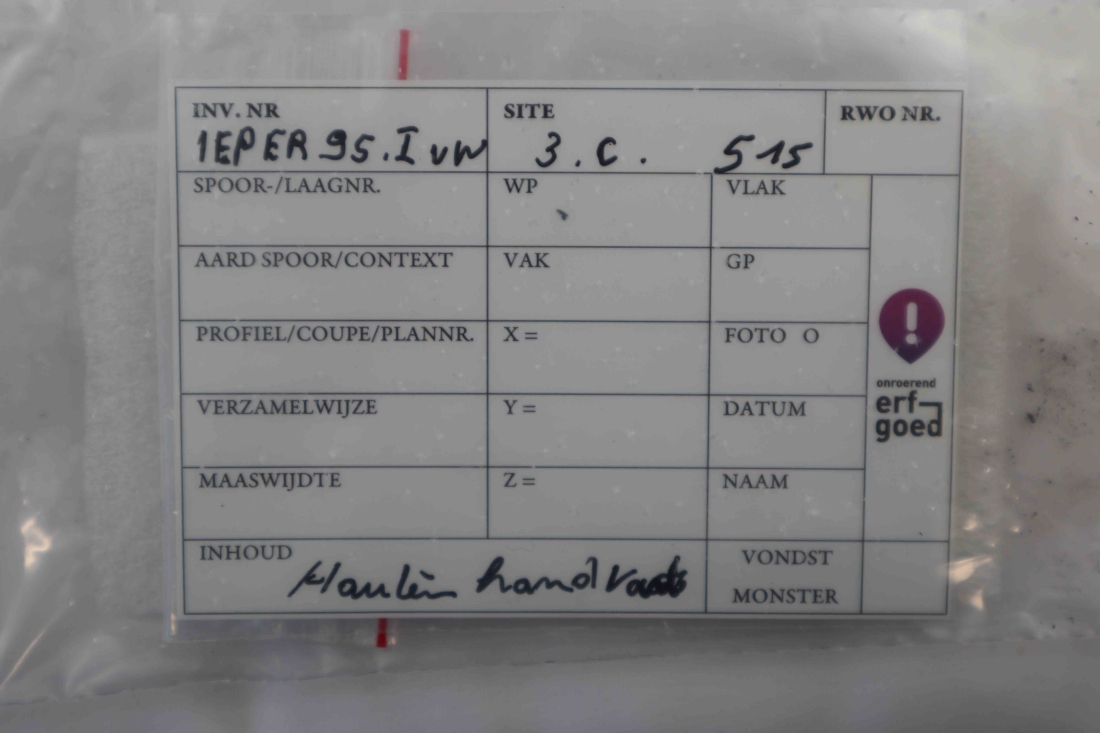 INV. NR SITE RWO NR.
IEPER 95.I VW 3.C. 515
SPOOR-/LAAGNR. WP VLAK
AARD SPOOR/CONTEXT VAK GP
PROFIEL/COUPE/PLANNR. X = FOTO O
onroerend
erf
goed
VERZAMELWIJZE Y = DATUM
MAASWIJDTE Z = NAAM
INHOUD VONDST
MONSTER